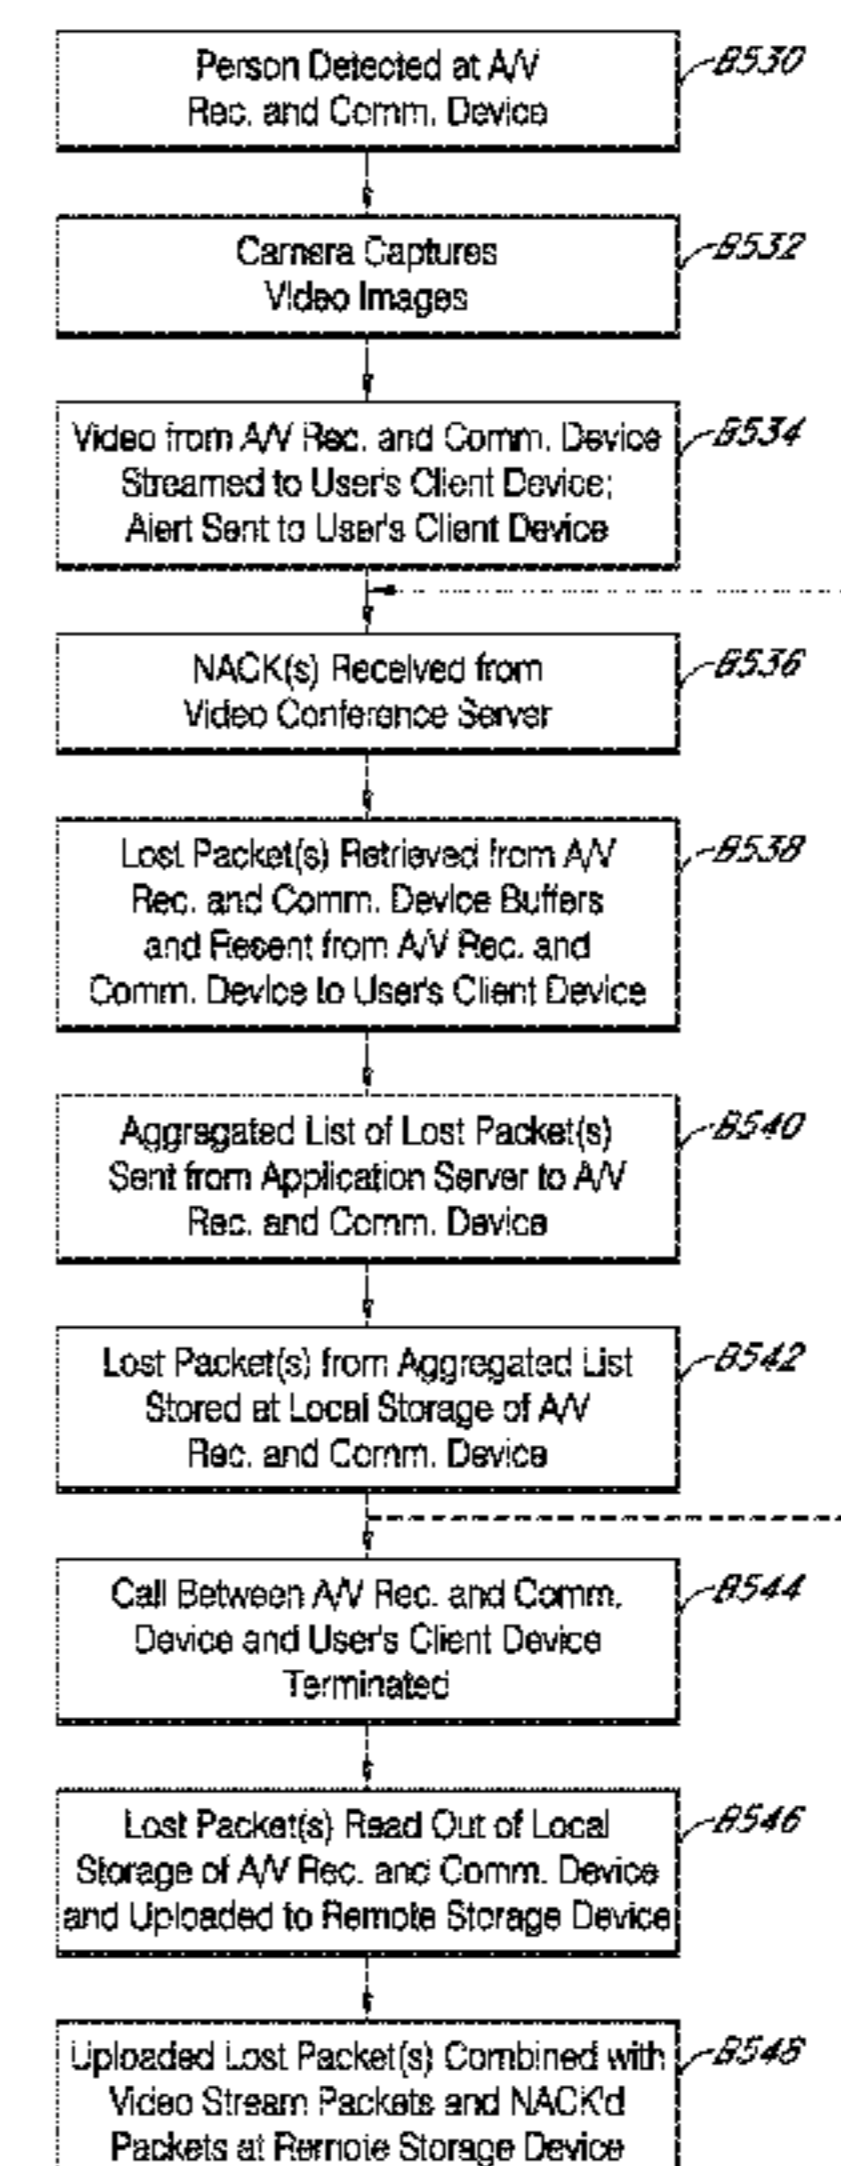 Person Detected at A/V
Rec. and Comm. Device
B530
Camera Captures
Video Images
B532
Video from A/V Rec. and Comm. Device
Streamed to User's Client Device;
Alert Sent to User's Client Device
B534
NACK(s) Received from
Video Conference Server
B536
Lost Packet(s) Retrieved from A/V
Rec. and Comm. Device Buffers
and Resent from A/V Rec. and
Comm. Device to User's Client Device
B538
Aggregated List of Lost Packet(s)
Sent from Application Server to A/V
Rec. and Comm. Device
B540
Lost Packet(s) from Aggregated List
Stored at Local Storage of A/V
Rec. and Comm. Device
B542
Call Between A/V Rec. and Comm.
Device and User's Client Device
Terminated
B544
Lost Packet(s) Read Out of Local
Storage of A/V Rec. and Comm. Device
and Uploaded to Remote Storage Device
B546
Uploaded Lost Packet(s) Combined with
Video Stream Packets and NACK'd
Packets at Remote Storage Device
B548